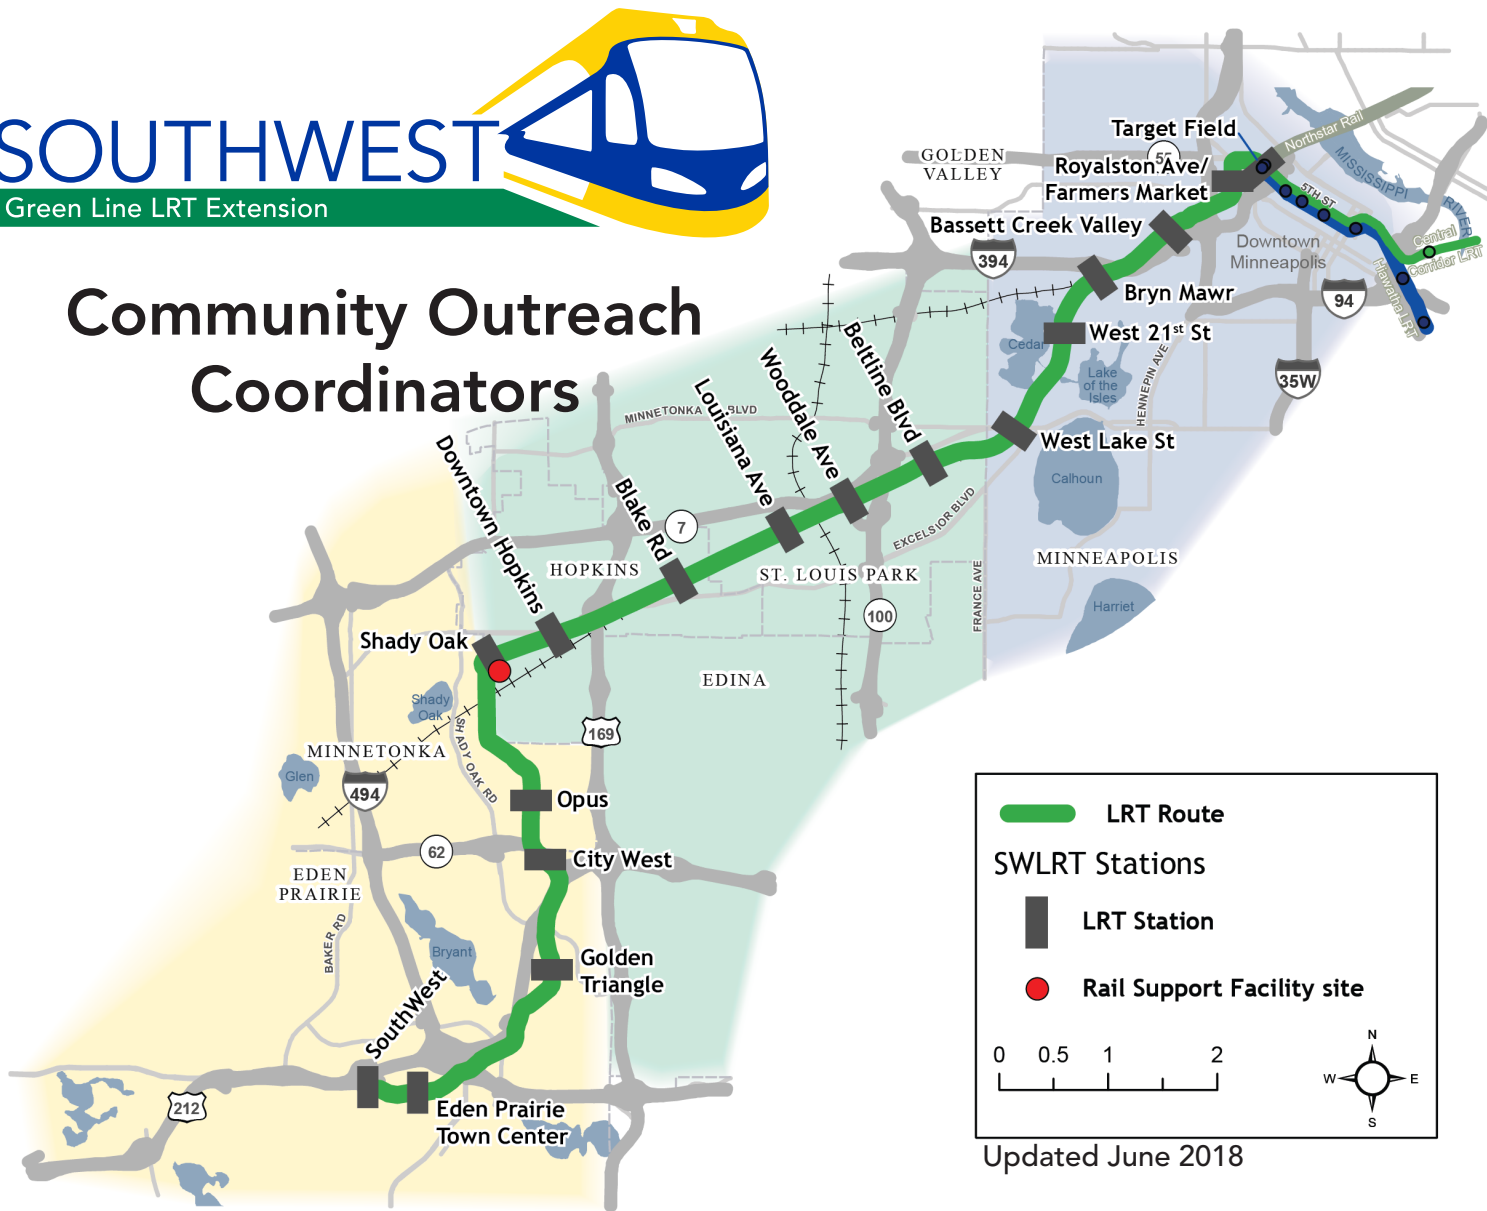 SOUTHWEST
Green Line LRT Extension
Community Outreach
Coordinators
Target Field
Northstar Rail
55
Royalston Ave/
Farmers Market
GOLDEN
VALLEY
MISSISSIPPI
RIVER
5TH ST
Bassett Creek Valley
Downtown
Minneapolis
Central
Corridor LRT
Hiawatha LRT
394
94
Bryn Mawr
West 21st St
Cedar
Lake
of the
Isles
HENNEPIN AVE
35W
West Lake St
Calhoun
Beltline Blvd
Wooddale Ave
Louisiana Ave
MINNETONKA BLVD
Blake Rd
Downtown Hopkins
7
EXCELSIOR BLVD
HOPKINS
ST. LOUIS PARK
MINNEAPOLIS
FRANCE AVE
Harriet
100
Shady Oak
EDINA
Shady
Oak
SHADY OAK RD
169
MINNETONKA
Glen
494
Opus
62
City West
EDEN
PRAIRIE
BAKER RD
Bryant
Golden
Triangle
SouthWest
212
Eden Prairie
Town Center
LRT Route
SWLRT Stations
LRT Station
Rail Support Facility site
0 0.5 1 2
N
W E
S
Updated June 2018